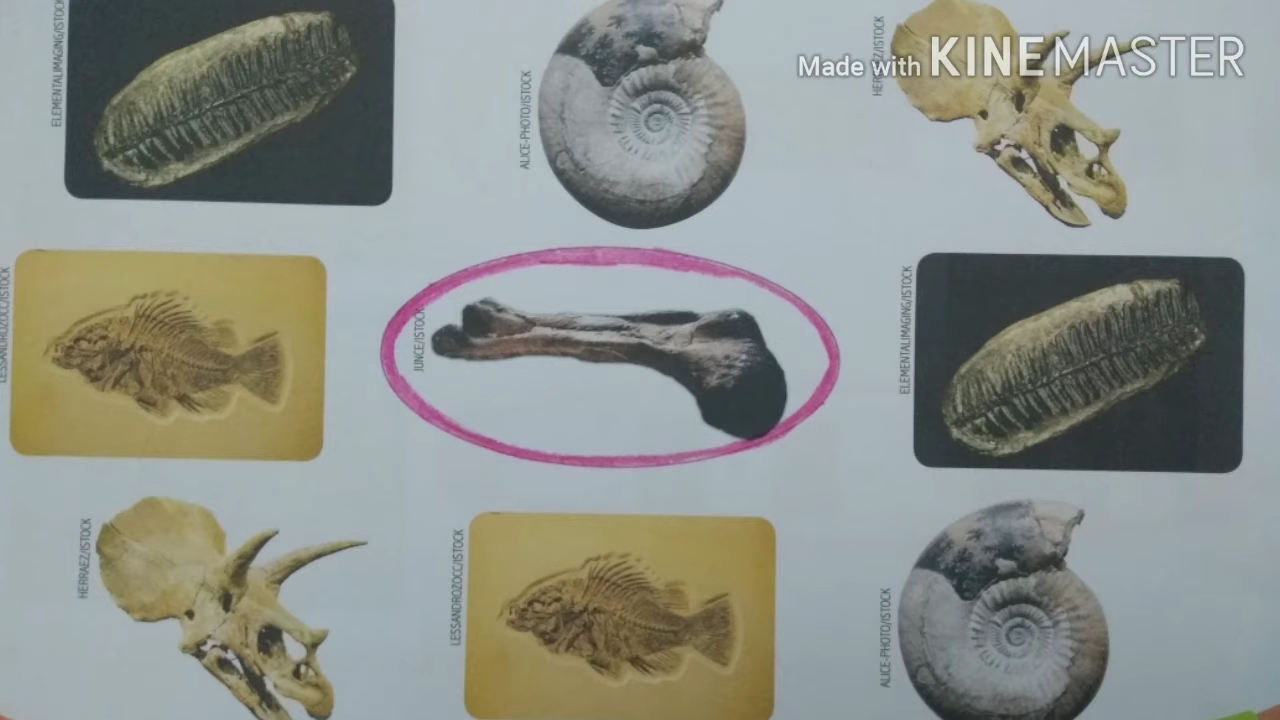 ELEMENTALIMAGING/ISTOCK
ALICE-PHOTO/ISTOCK
Made with KINEMASTER
LESSANDROZOCC/ISTOCK
JUNCE/ISTOCK
ELEMENTALIMAGING/ISTOCK
HERRAEZ/ISTOCK
LESSANDROZOCC/ISTOCK
ALICE-PHOTO/ISTOCK